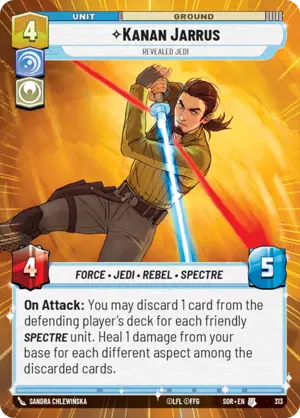 UNIT GROUND
4 ✧KANAN JARRUS
REVEALED JEDI
4 FORCE • JEDI • REBEL • SPECTRE 5
On Attack: You may discard 1 card from the
defending player's deck for each friendly
SPECTRE unit. Heal 1 damage from your
base for each different aspect among the
discarded cards.
SANDRA CHLEWIŃSKA ©LFL ©FFG SOR • EN 313